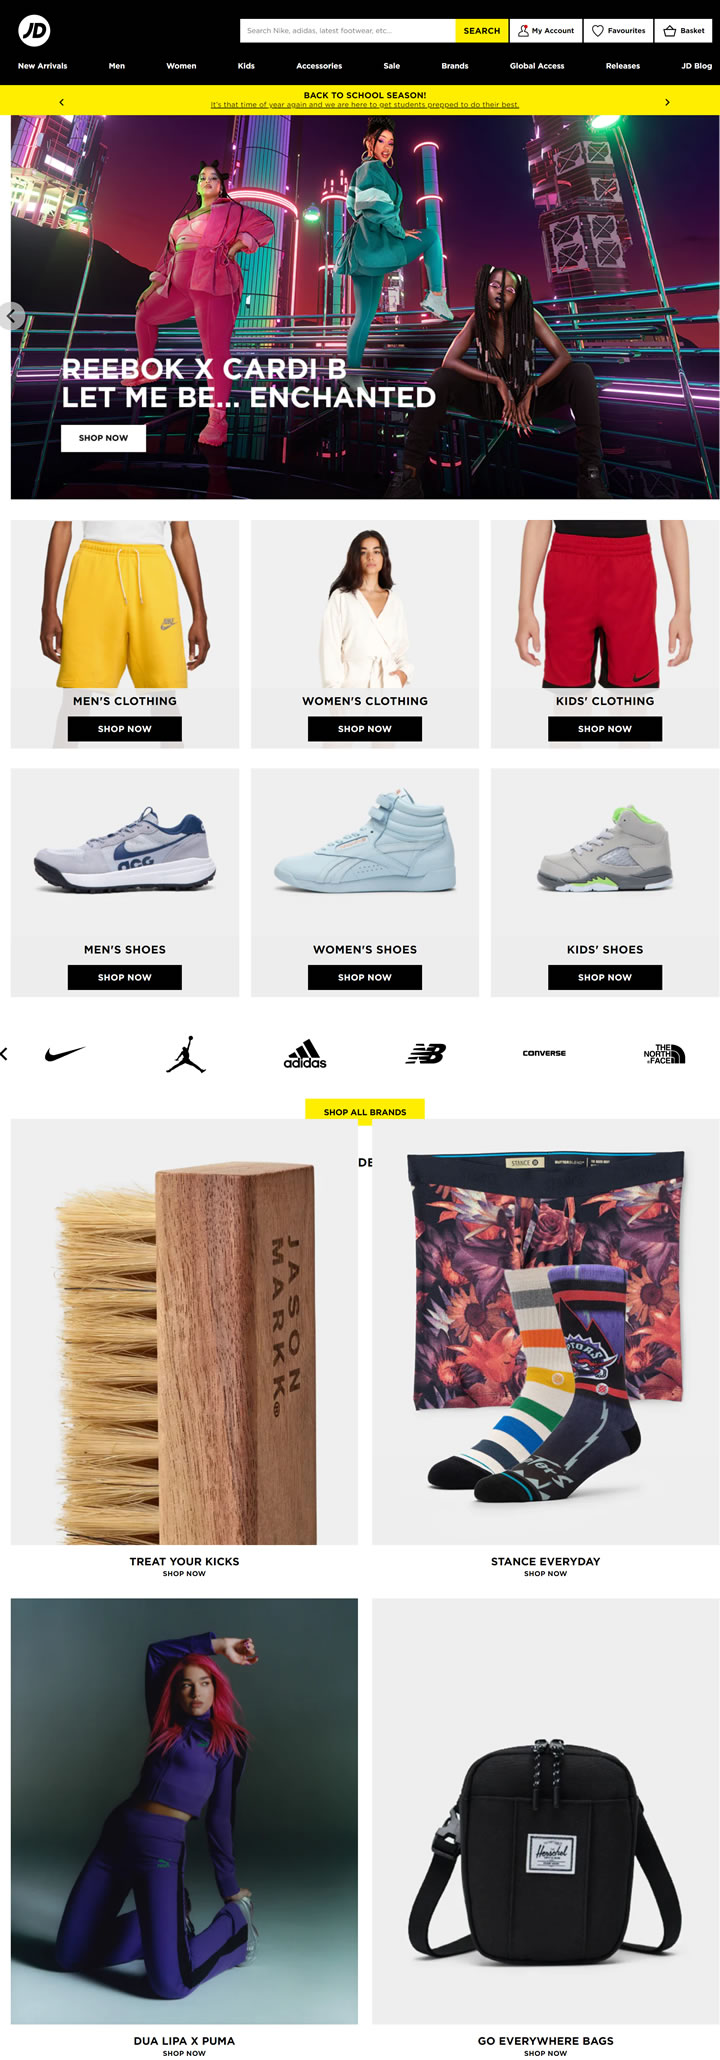 JD
Search Nike, adidas, latest footwear, etc...
SEARCH
My Account
Favourites
Basket
New Arrivals
Men
Women
Kids
Accessories
Sale
Brands
Global Access
Releases
JD Blog
BACK TO SCHOOL SEASON!
It's that time of year again and we are here to get students prepped to do their best.
REEBOK X CARDI B
LET ME BE... ENCHANTED
SHOP NOW
MEN'S CLOTHING
WOMEN'S CLOTHING
KIDS' CLOTHING
SHOP NOW
SHOP NOW
SHOP NOW
ACG
MEN'S SHOES
WOMEN'S SHOES
KIDS' SHOES
SHOP NOW
SHOP NOW
SHOP NOW
adidas
NB
CONVERSE
THE
NORTH
FACE
SHOP ALL BRANDS
DE
JASON
MARKK®
STANCE
TREAT YOUR KICKS
SHOP NOW
STANCE EVERYDAY
SHOP NOW
Herschel
DUA LIPA X PUMA
SHOP NOW
GO EVERYWHERE BAGS
SHOP NOW